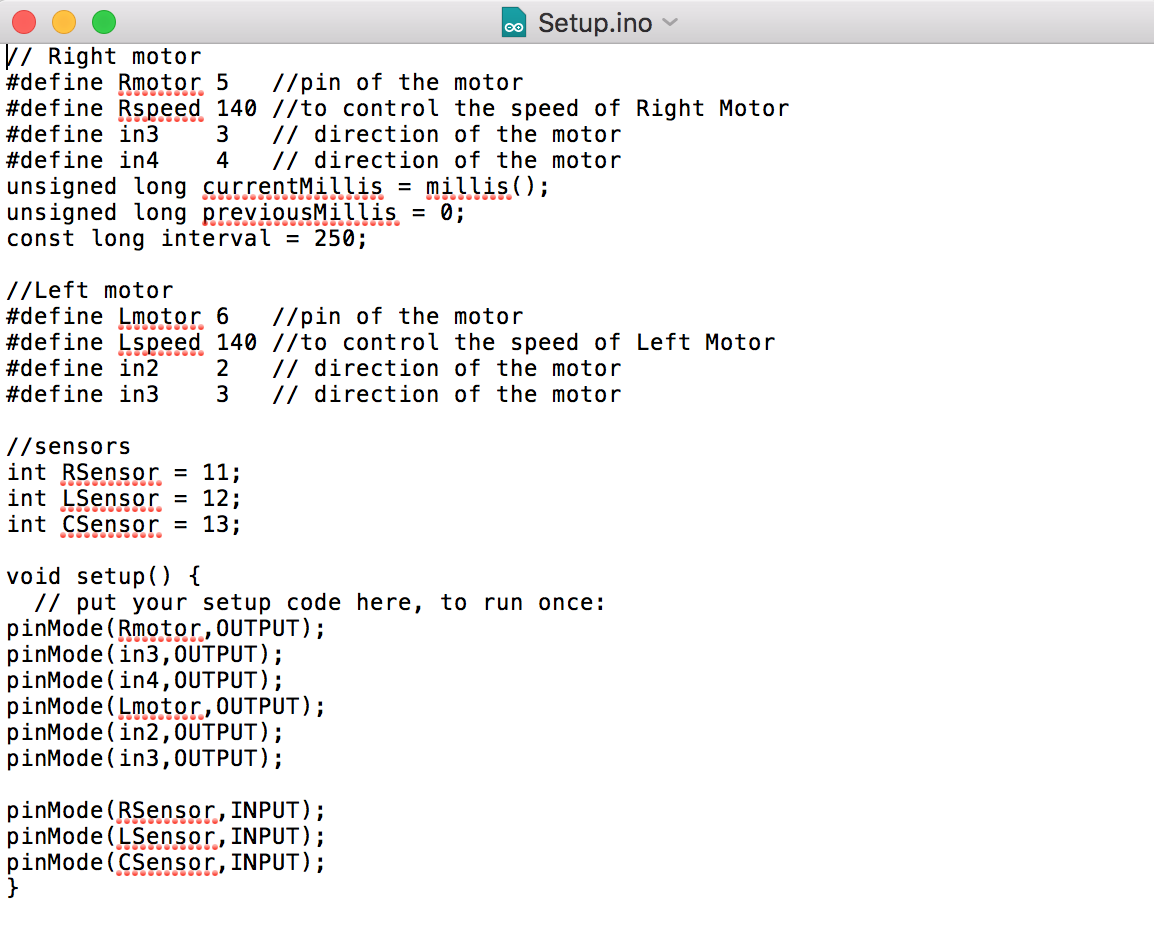 Setup.ino
// Right motor
#define Rmotor 5   //pin of the motor
#define Rspeed 140 //to control the speed of Right Motor
#define in3    3   // direction of the motor
#define in4    4   // direction of the motor
unsigned long currentMillis = millis();
unsigned long previousMillis = 0;
const long interval = 250;

//Left motor
#define Lmotor 6   //pin of the motor
#define Lspeed 140 //to control the speed of Left Motor
#define in2    2   // direction of the motor
#define in3    3   // direction of the motor

//sensors
int RSensor = 11;
int LSensor = 12;
int CSensor = 13;

void setup() {
  // put your setup code here, to run once:
pinMode(Rmotor,OUTPUT);
pinMode(in3,OUTPUT);
pinMode(in4,OUTPUT);
pinMode(Lmotor,OUTPUT);
pinMode(in2,OUTPUT);
pinMode(in3,OUTPUT);

pinMode(RSensor,INPUT);
pinMode(LSensor,INPUT);
pinMode(CSensor,INPUT);
}